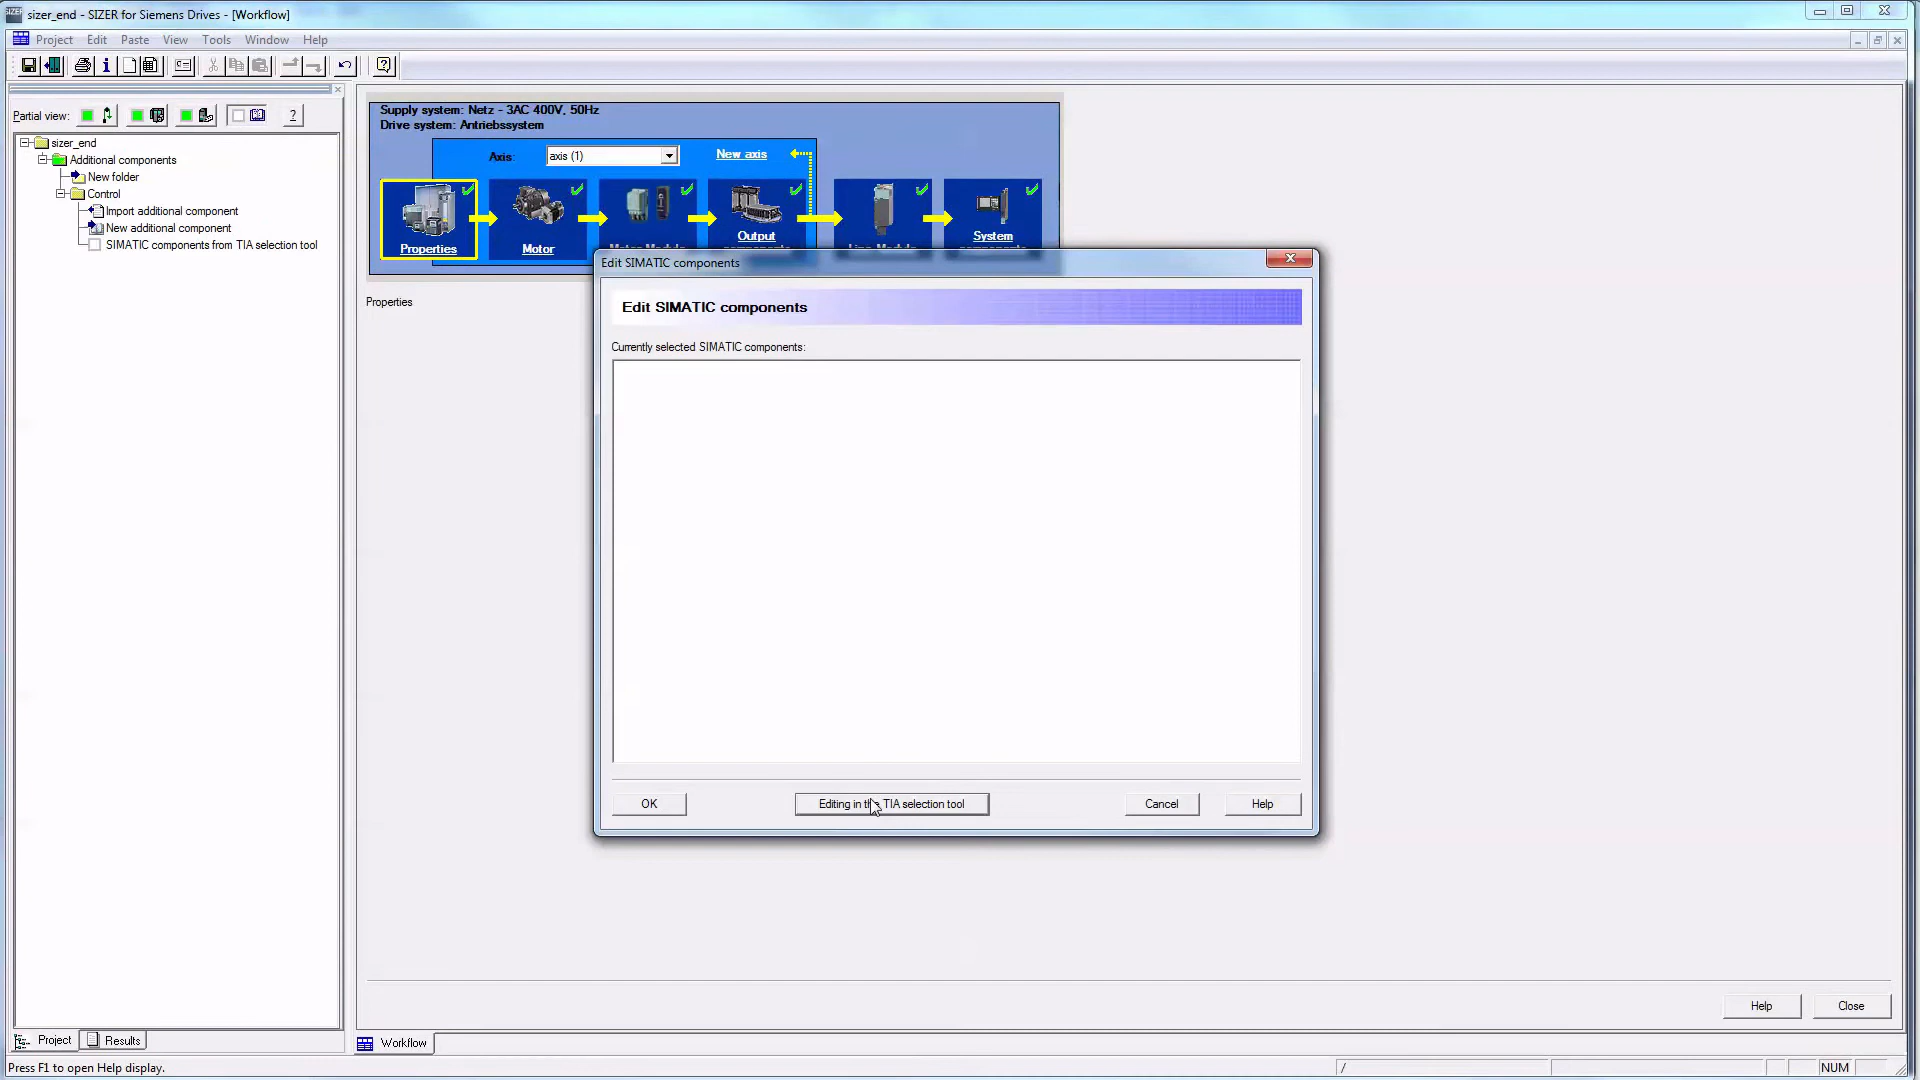 sizer_end - SIZER for Siemens Drives - [Workflow]
Project Edit Paste View Tools Window Help
Partial view:
?
sizer_end
Additional components
New folder
Control
Import additional component
New additional component
SIMATIC components from TIA selection tool
Supply system: Netz - 3AC 400V, 50Hz
Drive system: Antriebssystem
Axis:
axis (1)
New axis
Properties
Motor
Output
System
Properties
Edit SIMATIC components
Edit SIMATIC components
Currently selected SIMATIC components:
OK
Editing in the TIA selection tool
Cancel
Help
Help
Close
Project
Results
Workflow
Press F1 to open Help display.
/
NUM